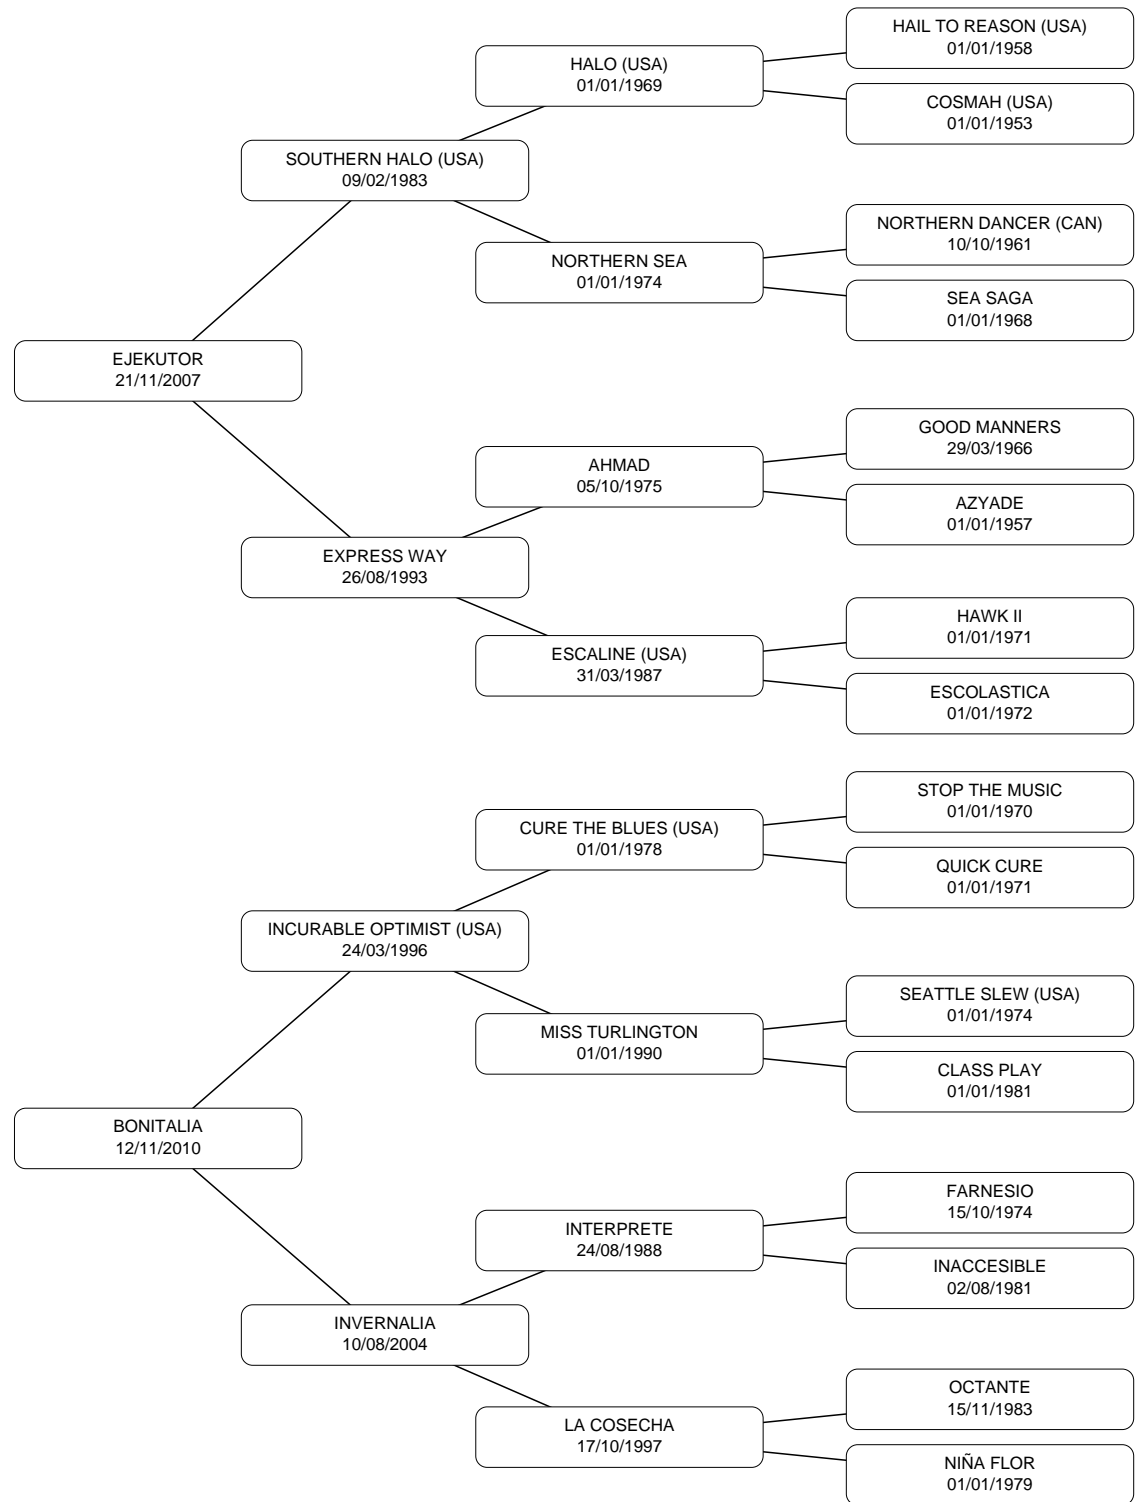 HAIL TO REASON (USA)
01/01/1958
HALO (USA)
01/01/1969
COSMAH (USA)
01/01/1953
SOUTHERN HALO (USA)
09/02/1983
NORTHERN DANCER (CAN)
10/10/1961
NORTHERN SEA
01/01/1974
SEA SAGA
01/01/1968
EJEKUTOR
21/11/2007
GOOD MANNERS
29/03/1966
AHMAD
05/10/1975
AZYADE
01/01/1957
EXPRESS WAY
26/08/1993
HAWK II
01/01/1971
ESCALINE (USA)
31/03/1987
ESCOLASTICA
01/01/1972
STOP THE MUSIC
01/01/1970
CURE THE BLUES (USA)
01/01/1978
QUICK CURE
01/01/1971
INCURABLE OPTIMIST (USA)
24/03/1996
SEATTLE SLEW (USA)
01/01/1974
MISS TURLINGTON
01/01/1990
CLASS PLAY
01/01/1981
BONITALIA
12/11/2010
FARNESIO
15/10/1974
INTERPRETE
24/08/1988
INACCESIBLE
02/08/1981
INVERNALIA
10/08/2004
OCTANTE
15/11/1983
LA COSECHA
17/10/1997
NIÑA FLOR
01/01/1979